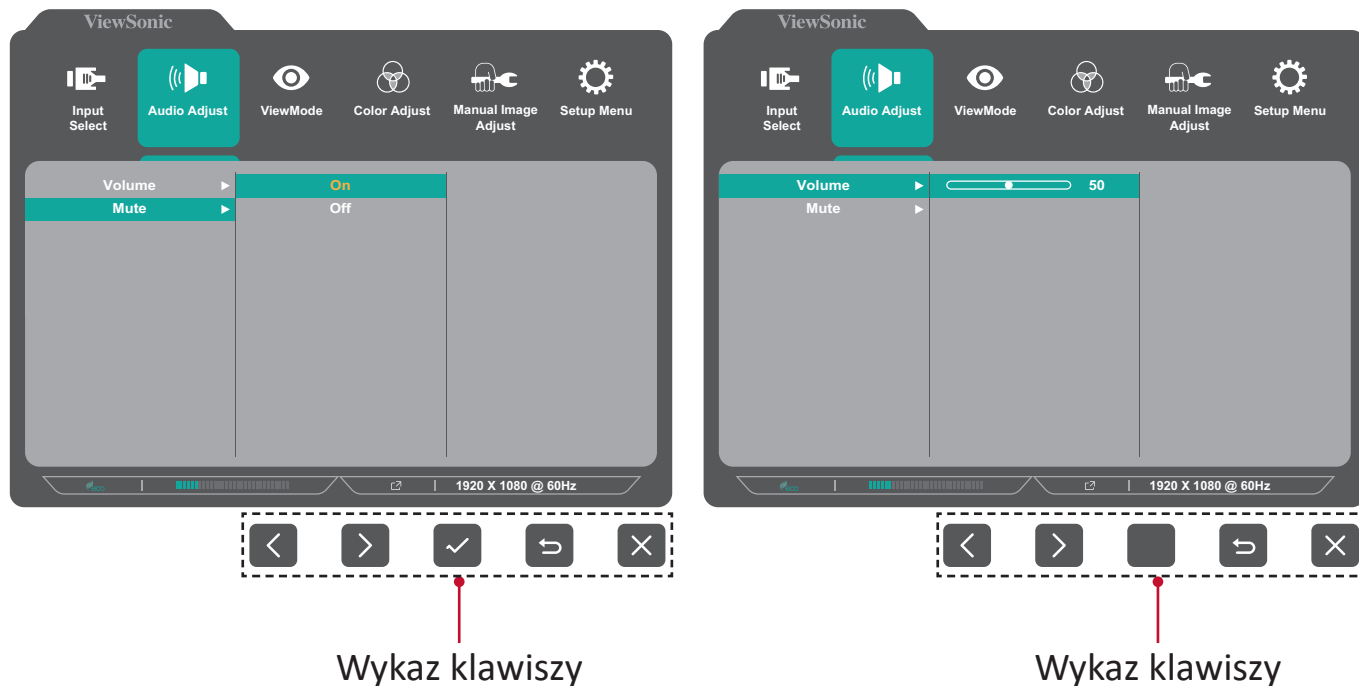 ViewSonic
Input
Select
Audio Adjust
ViewMode
Color Adjust
Manual Image
Adjust
Setup Menu
Volume
On
Mute
Off
eco
1920 X 1080 @ 60Hz
Wykaz klawiszy
ViewSonic
Input
Select
Audio Adjust
ViewMode
Color Adjust
Manual Image
Adjust
Setup Menu
Volume
50
Mute
eco
1920 X 1080 @ 60Hz
Wykaz klawiszy